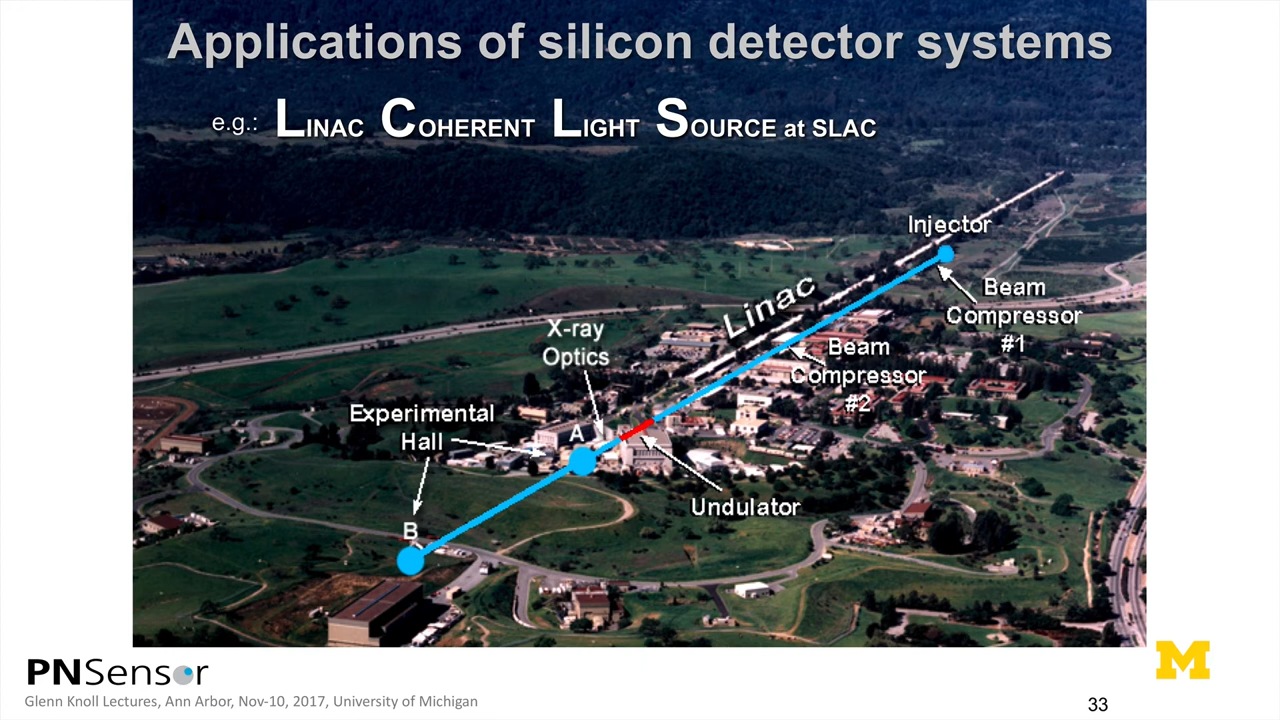 Applications of silicon detector systems
e.g.: LINAC COHERENT LIGHT SOURCE at SLAC
Injector
Beam
Compressor
#1
Linac
X-ray
Optics
Beam
Compressor
#2
Experimental
Hall
A
Undulator
B
PNSensor
M
Glenn Knoll Lectures, Ann Arbor, Nov-10, 2017, University of Michigan
33